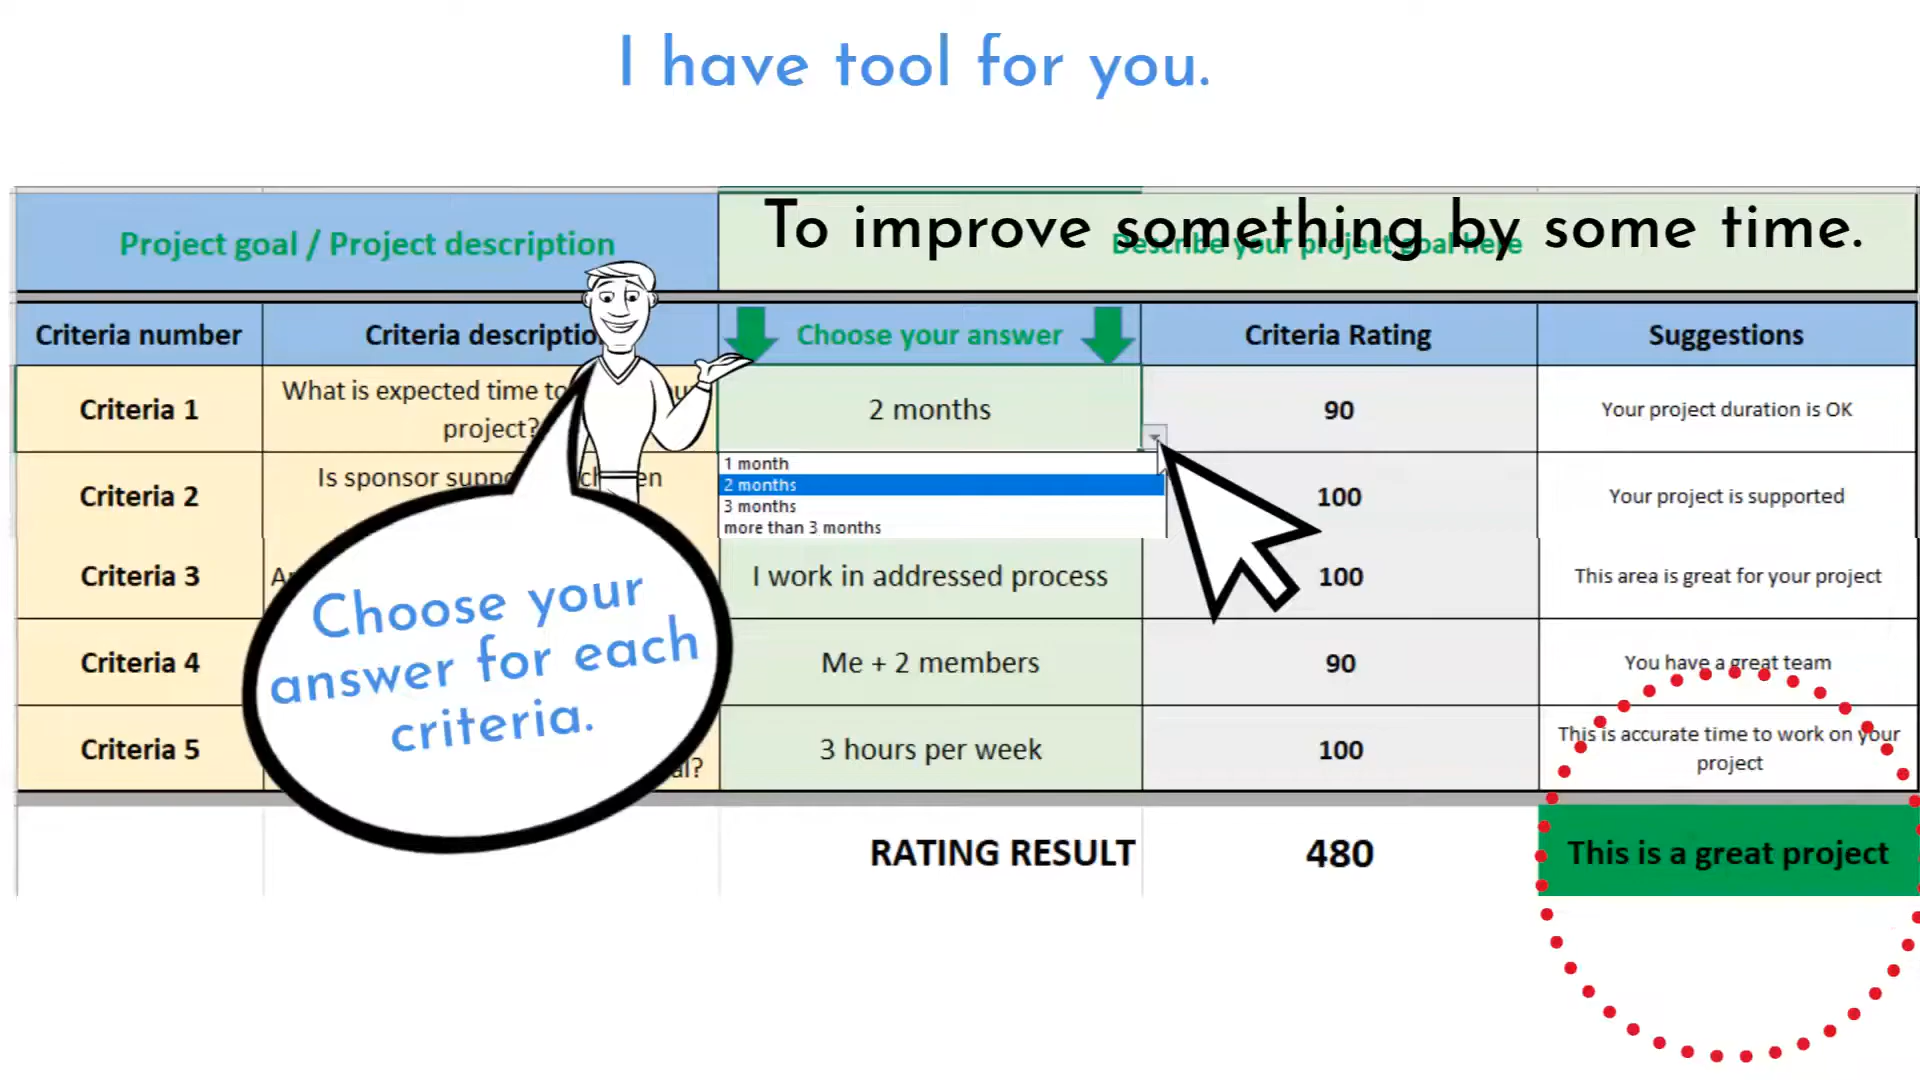 I have tool for you.
Project goal / Project description
To improve something by some time.
Describe your project goal here
Criteria number
Criteria description
Choose your answer
Criteria Rating
Suggestions
Criteria 1
What is expected time to
project?
2 months
90
Your project duration is OK
1 month
2 months
3 months
more than 3 months
Criteria 2
Is sponsor
100
Your project is supported
Criteria 3
I work in addressed process
100
This area is great for your project
Criteria 4
Me + 2 members
90
You have a great team
Criteria 5
3 hours per week
100
This is accurate time to work on your
project
Choose your
answer for each
criteria.
RATING RESULT
480
This is a great project